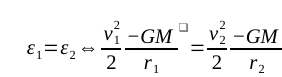 ε₁=ε₂ ⇔ v₁²/2 −GM/r₁ = v₂²/2 −GM/r₂